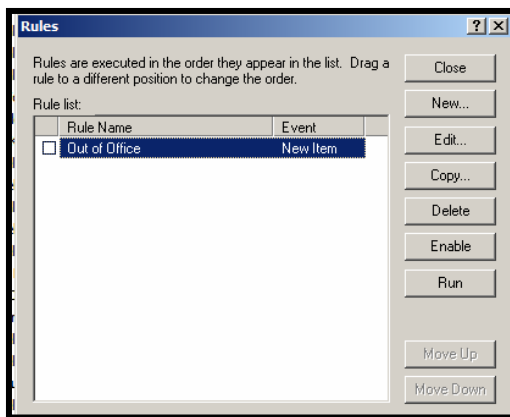 Rules
Rules are executed in the order they appear in the list. Drag a
rule to a different position to change the order.
Rule list:
Rule Name Event
Out of Office New Item
Close
New...
Edit...
Copy...
Delete
Enable
Run
Move Up
Move Down